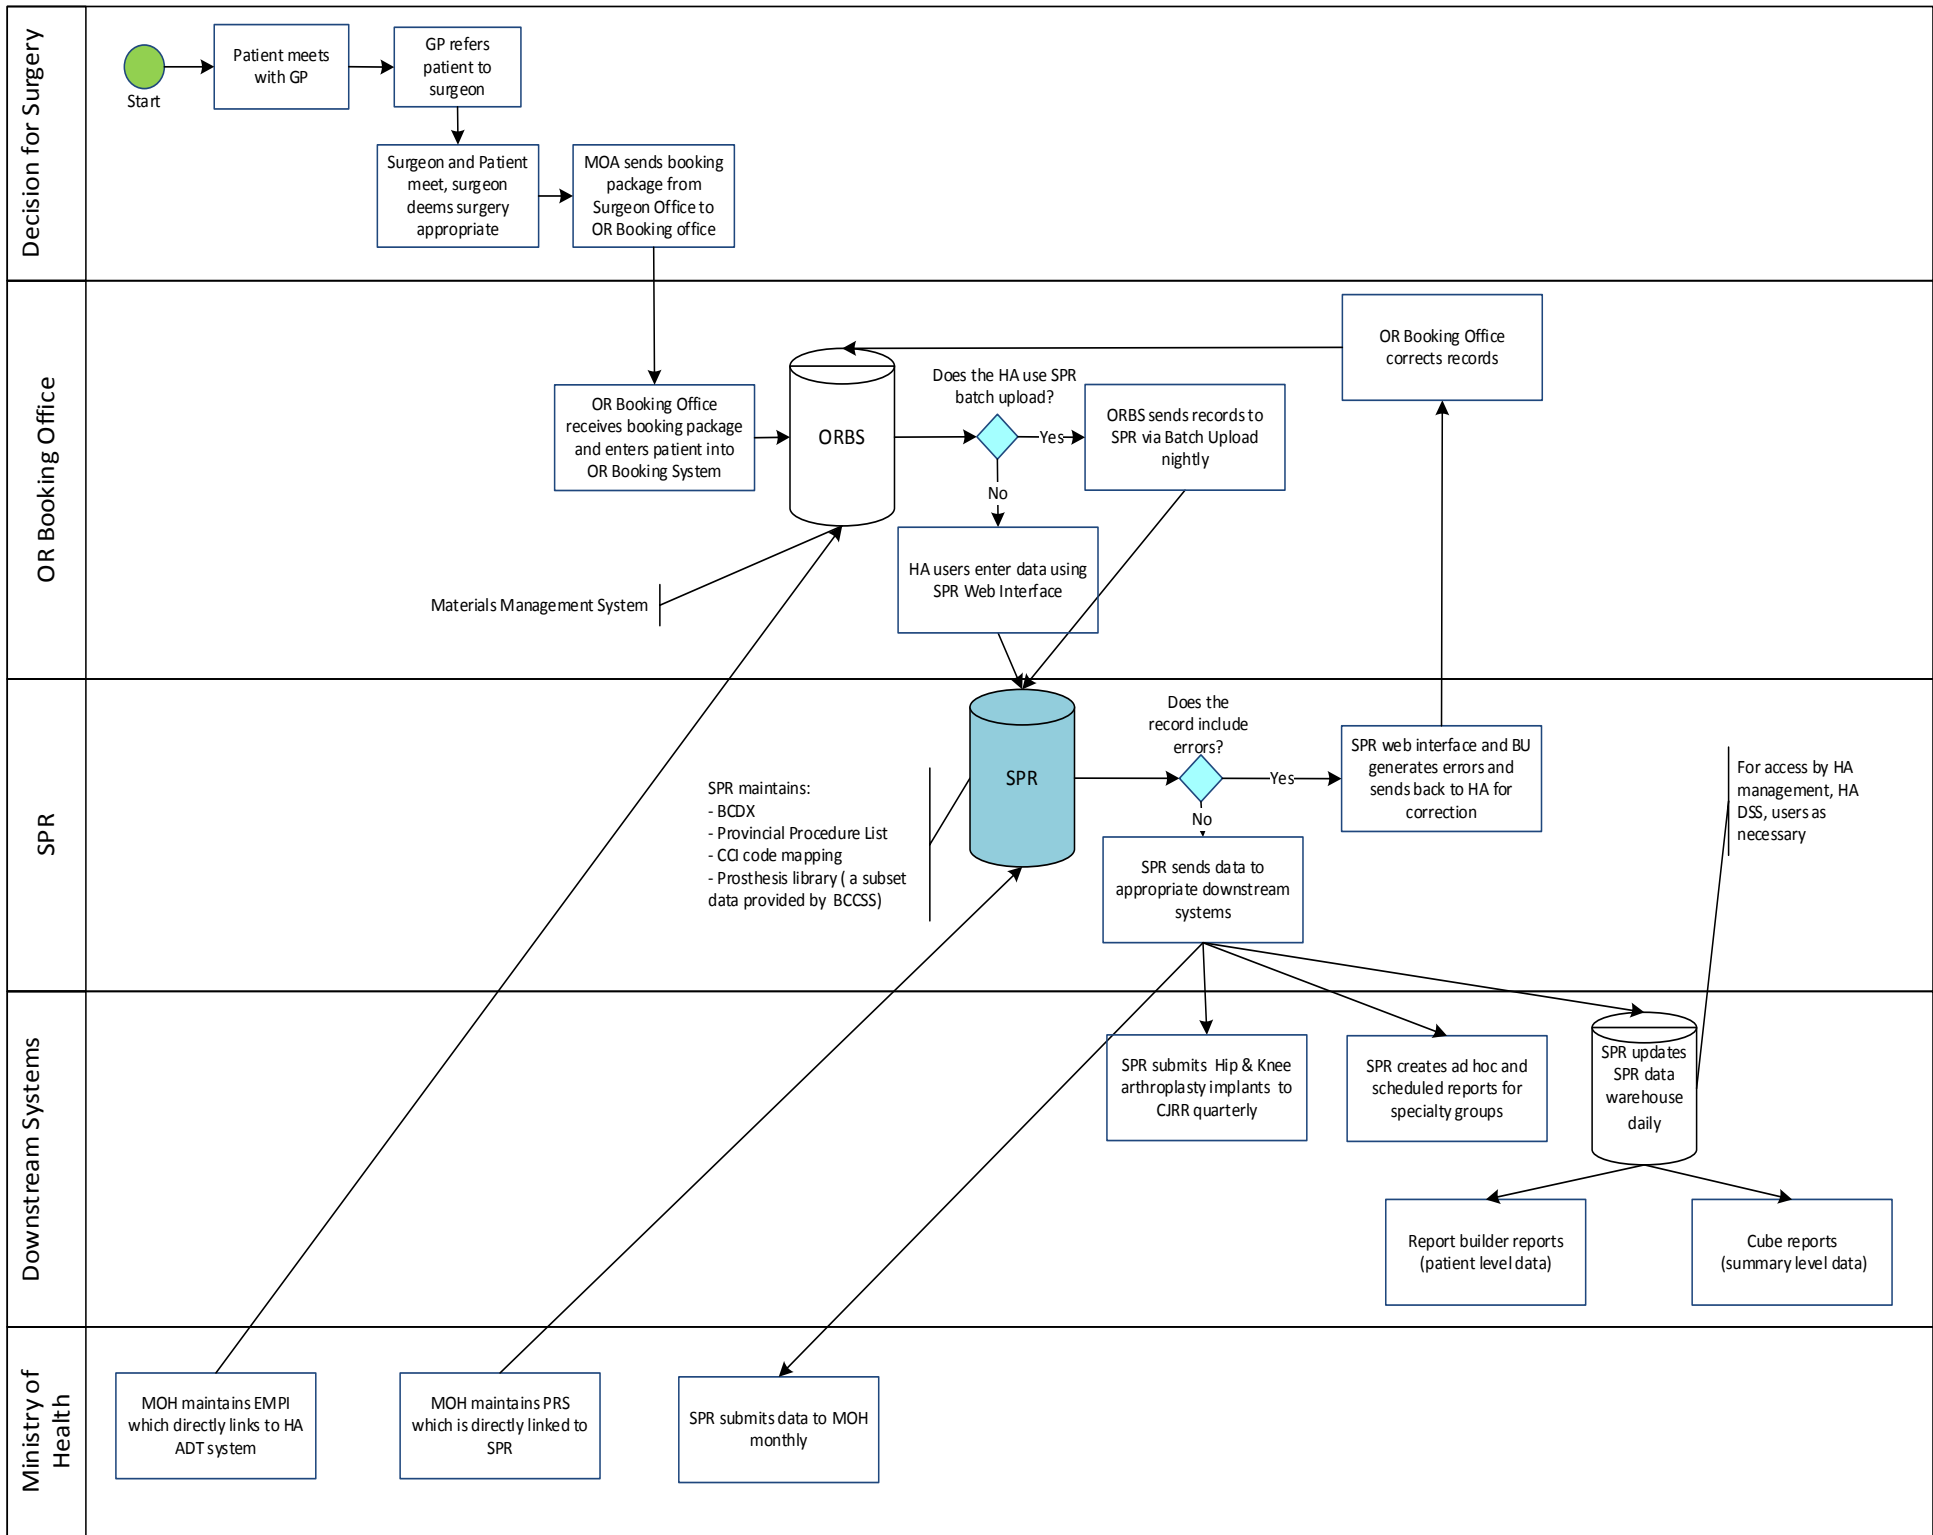 Decision for Surgery
Start
Patient meets
with GP
GP refers
patient to
surgeon
Surgeon and Patient
meet, surgeon
deems surgery
appropriate
MOA sends booking
package from
Surgeon Office to
OR Booking office
OR Booking Office
OR Booking Office
receives booking package
and enters patient into
OR Booking System
ORBS
Does the HA use SPR
batch upload?
Yes
No
ORBS sends records to
SPR via Batch Upload
nightly
OR Booking Office
corrects records
HA users enter data using
SPR Web Interface
Materials Management System
SPR
SPR maintains:
- BCDX
- Provincial Procedure List
- CCI code mapping
- Prosthesis library ( a subset
data provided by BCCSS)
SPR
Does the
record include
errors?
Yes
No
SPR web interface and BU
generates errors and
sends back to HA for
correction
For access by HA
management, HA
DSS, users as
necessary
SPR sends data to
appropriate downstream
systems
Downstream Systems
SPR submits Hip & Knee
arthroplasty implants to
CJRR quarterly
SPR creates ad hoc and
scheduled reports for
specialty groups
SPR updates
SPR data
warehouse
daily
Report builder reports
(patient level data)
Cube reports
(summary level data)
Ministry of
Health
MOH maintains EMPI
which directly links to HA
ADT system
MOH maintains PRS
which is directly linked to
SPR
SPR submits data to MOH
monthly